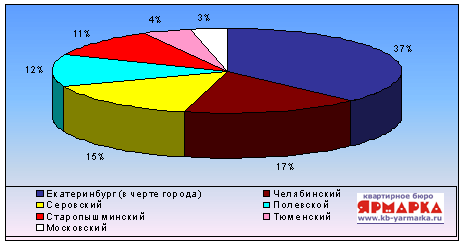 3%
4%
11%
37%
12%
15%
17%
Екатеринбург (в черте города)
Челябинский
Серовский
Полевской
Старопышминский
Тюменский
Московский
квартирное бюро
ЯРМАРКА
www.kb-yarmarka.ru